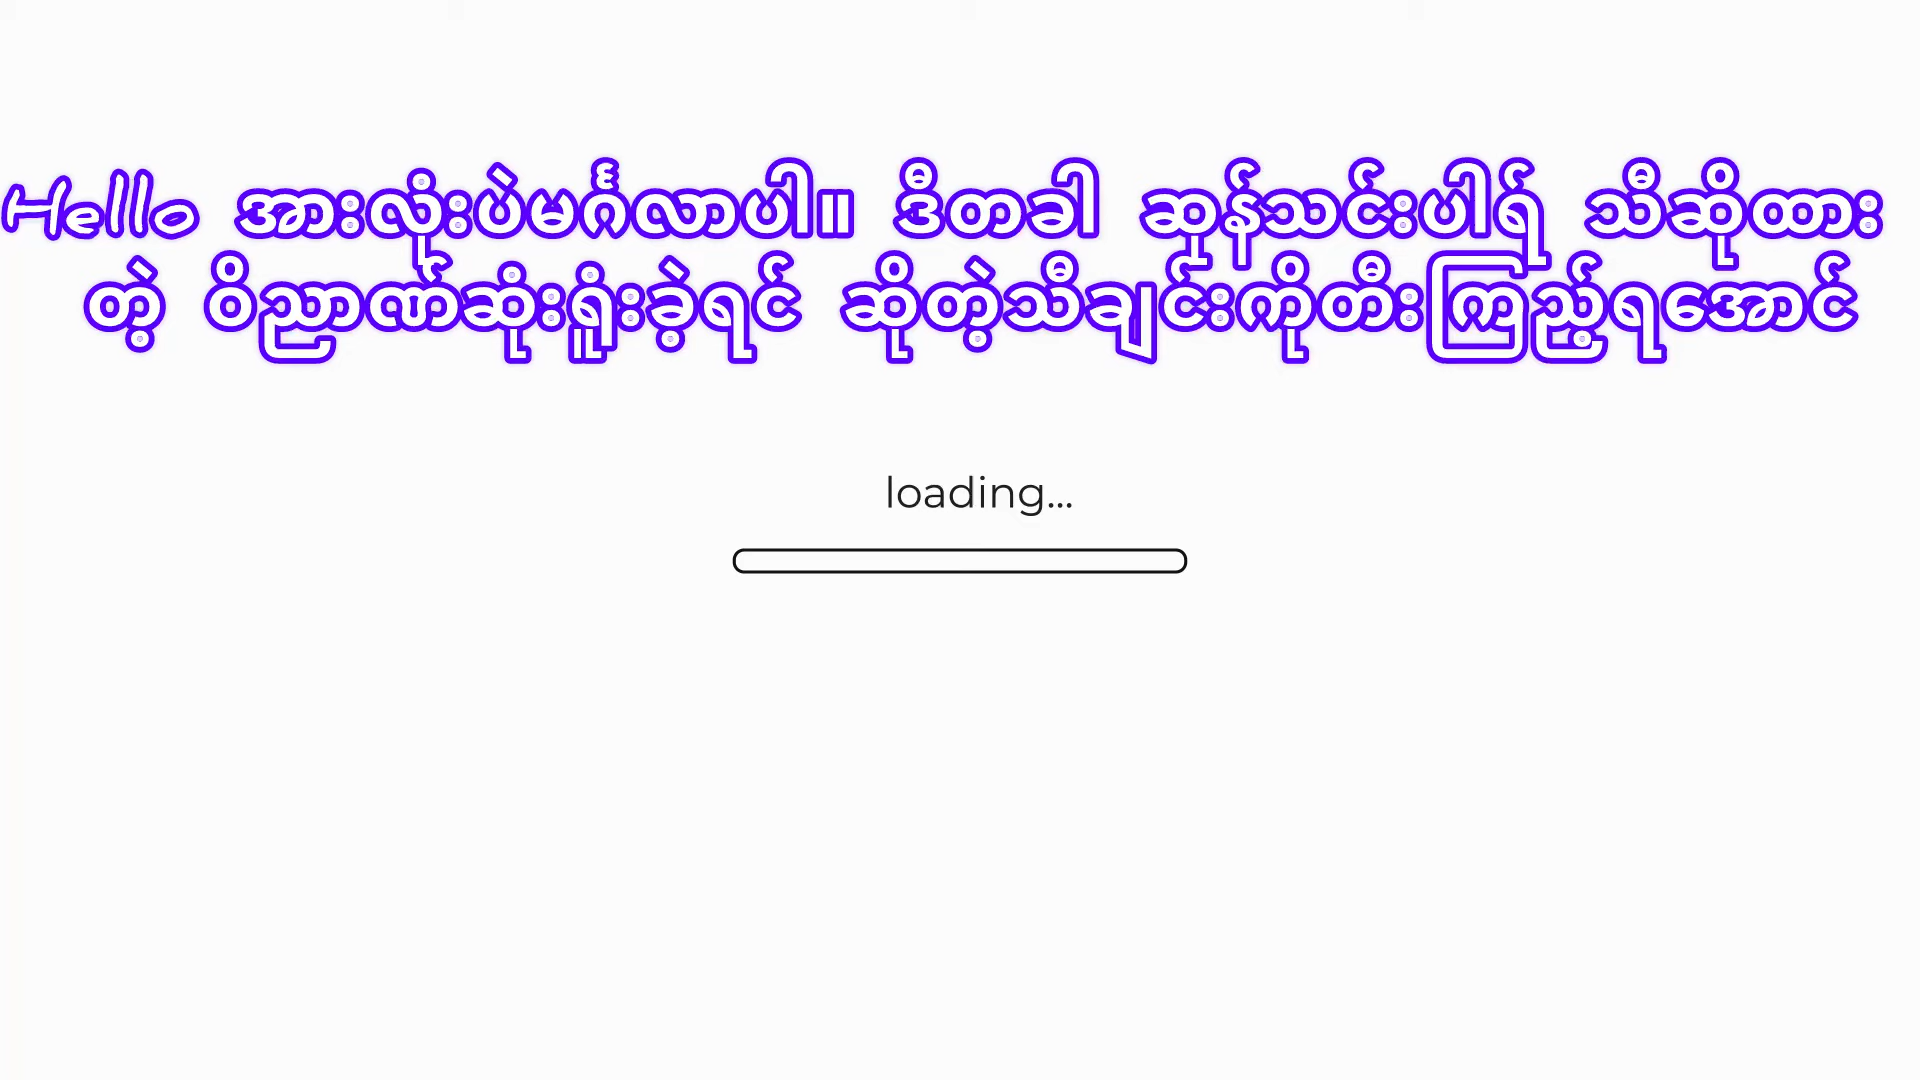 Hello အားလုံးပဲမင်္ဂလာပါ။ ဒီတခါ ဆုန်သင်းပါရ် သီဆိုထား
တဲ့ ဝိညာဏ်ဆုံးရှုံးခဲ့ရင် ဆိုတဲ့သီချင်းကိုတီးကြည့်ရအောင်
loading...